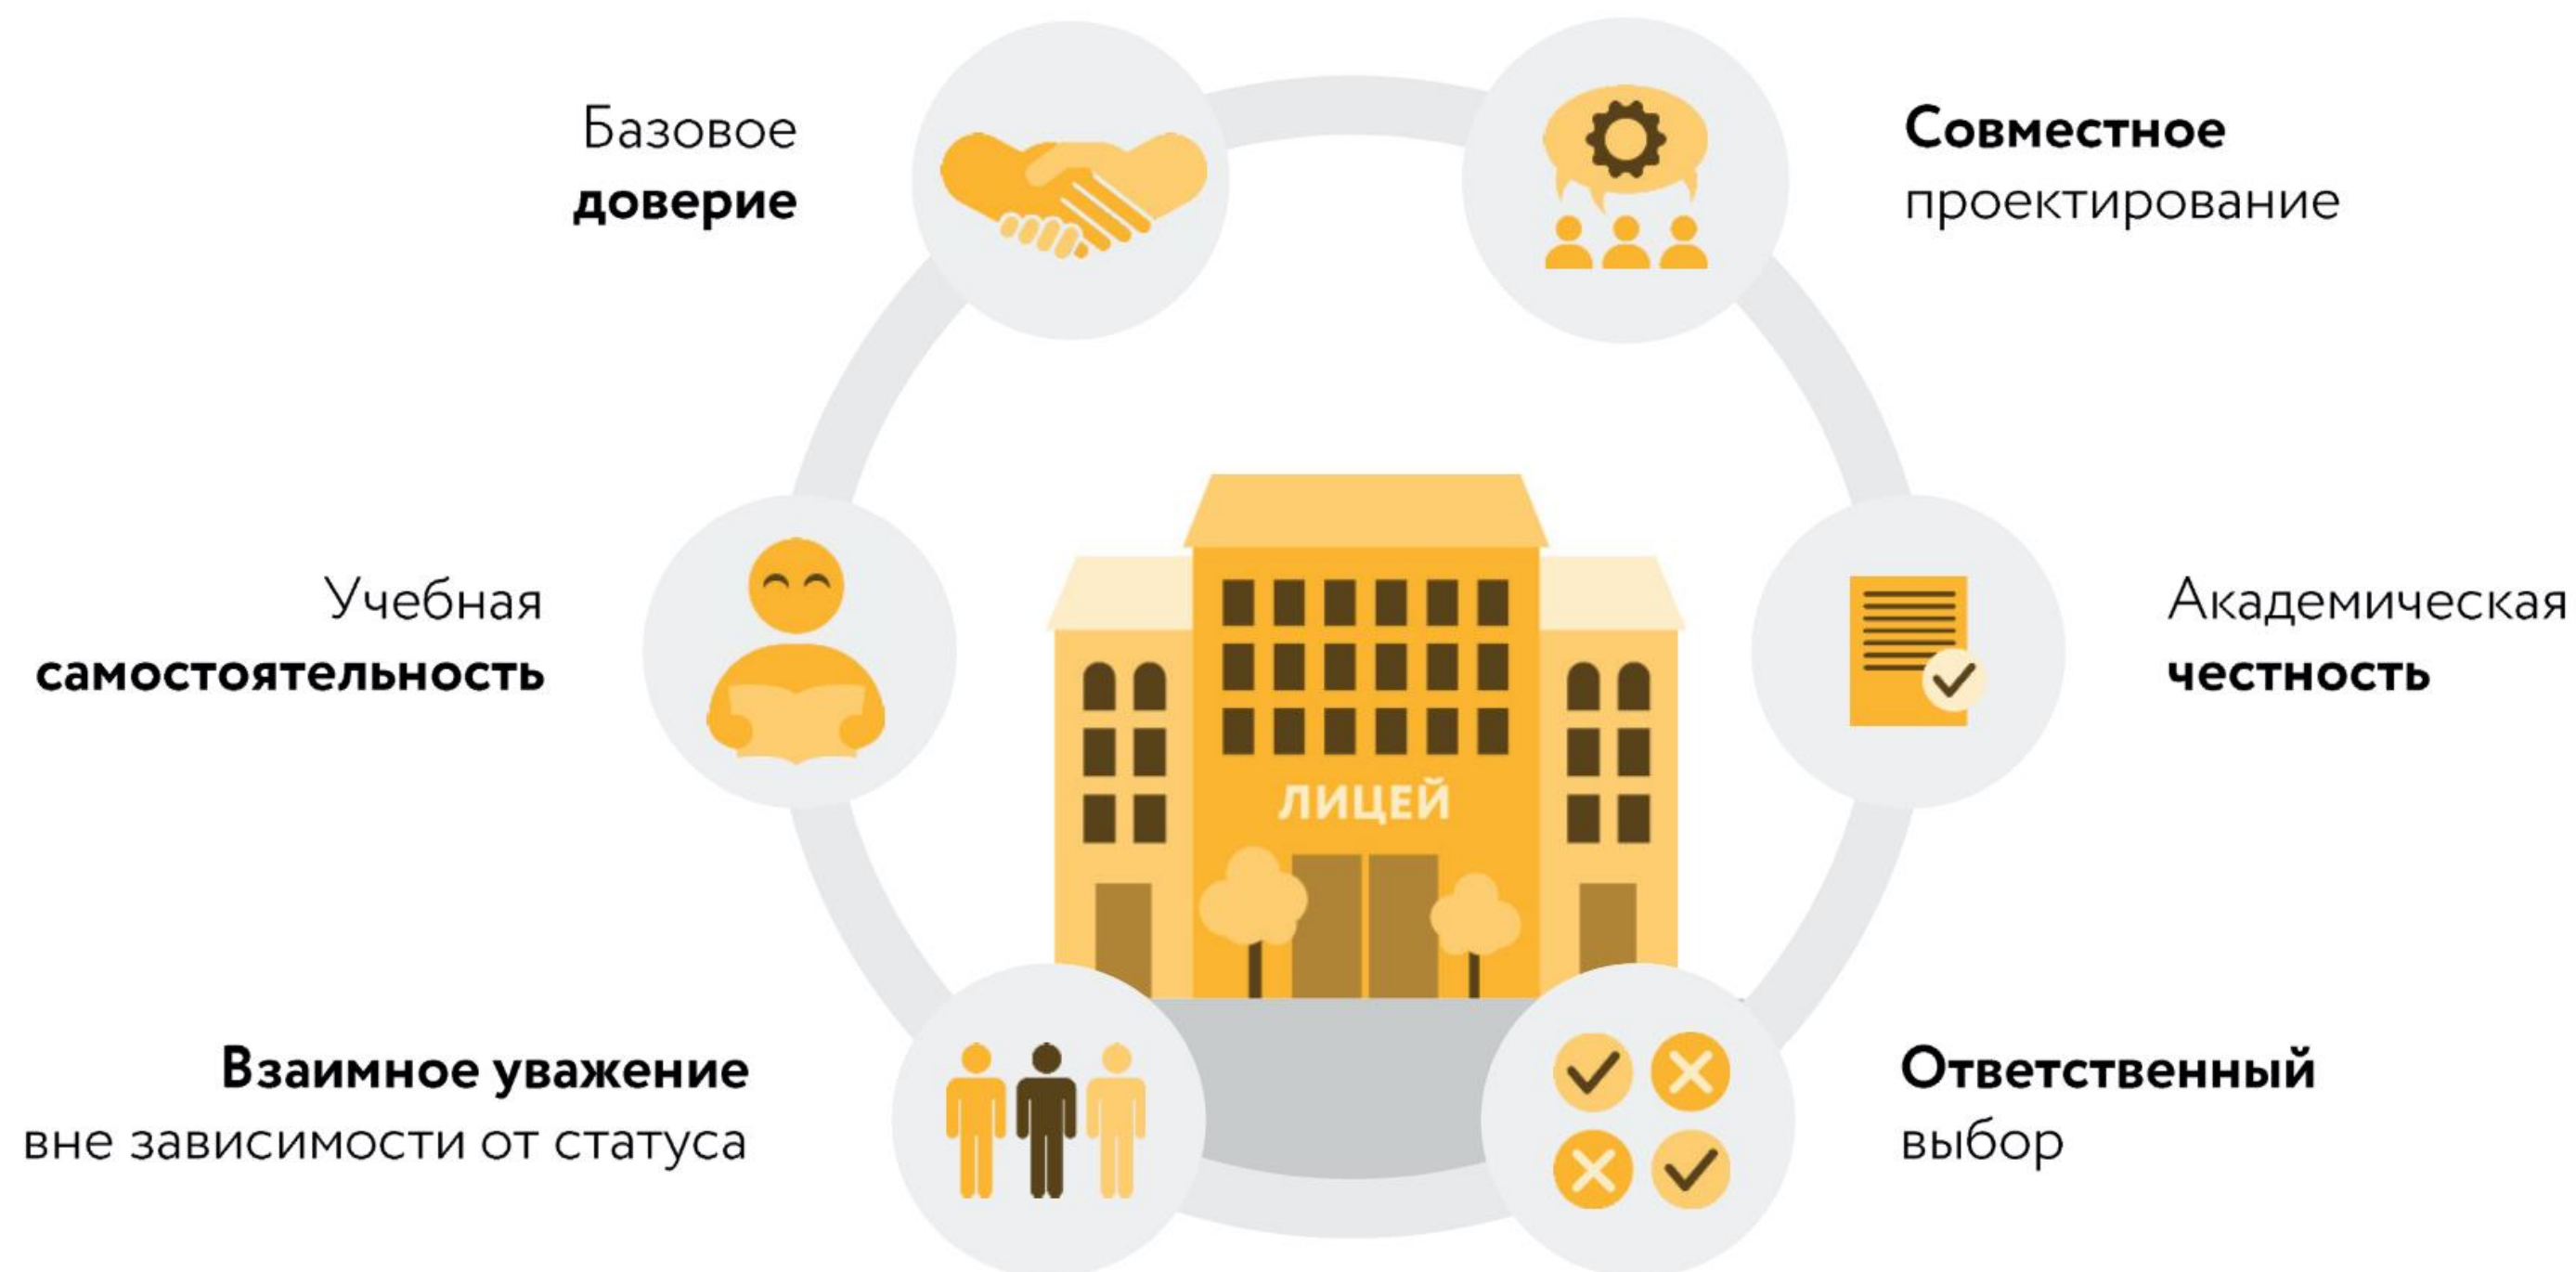 Базовое
доверие
Совместное
проектирование
Учебная
самостоятельность
Академическая
честность
ЛИЦЕЙ
Взаимное уважение
вне зависимости от статуса
Ответственный
выбор